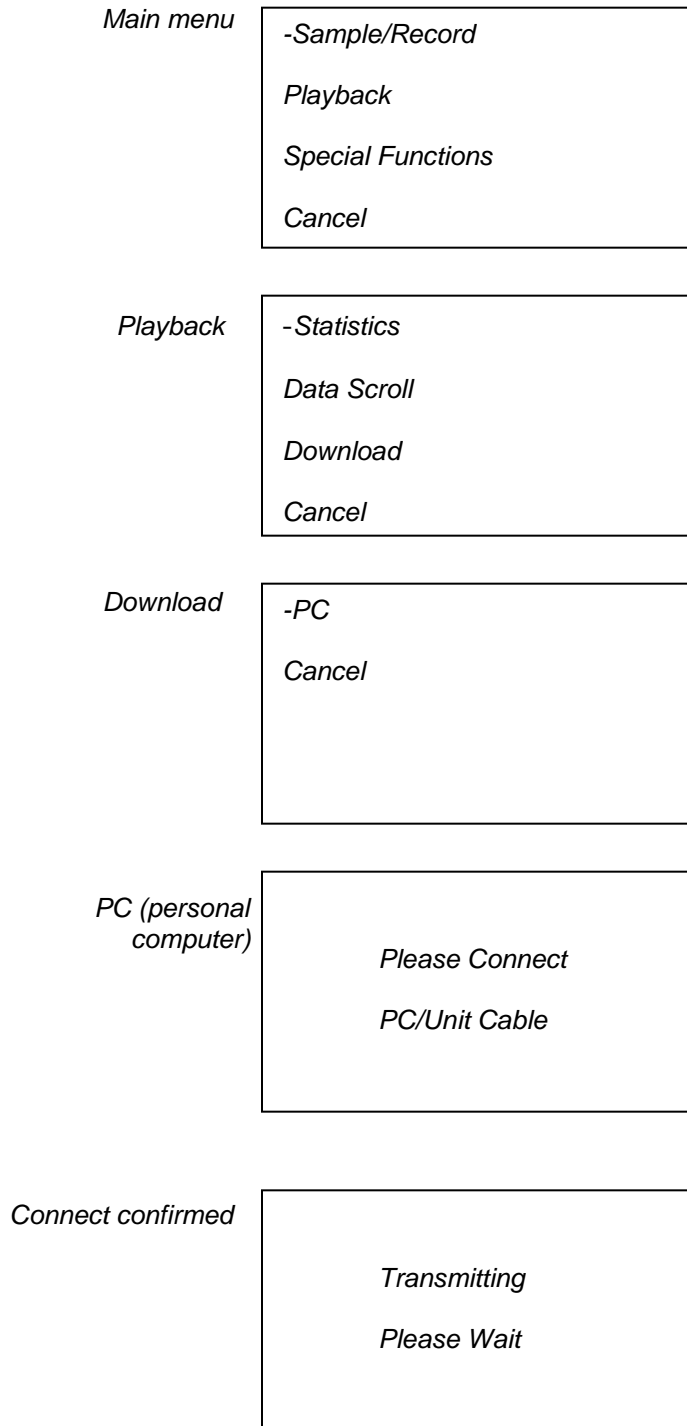 Main menu
-Sample/Record
Playback
Special Functions
Cancel
Playback
-Statistics
Data Scroll
Download
Cancel
Download
-PC
Cancel
PC (personal
computer)
Please Connect
PC/Unit Cable
Connect confirmed
Transmitting
Please Wait